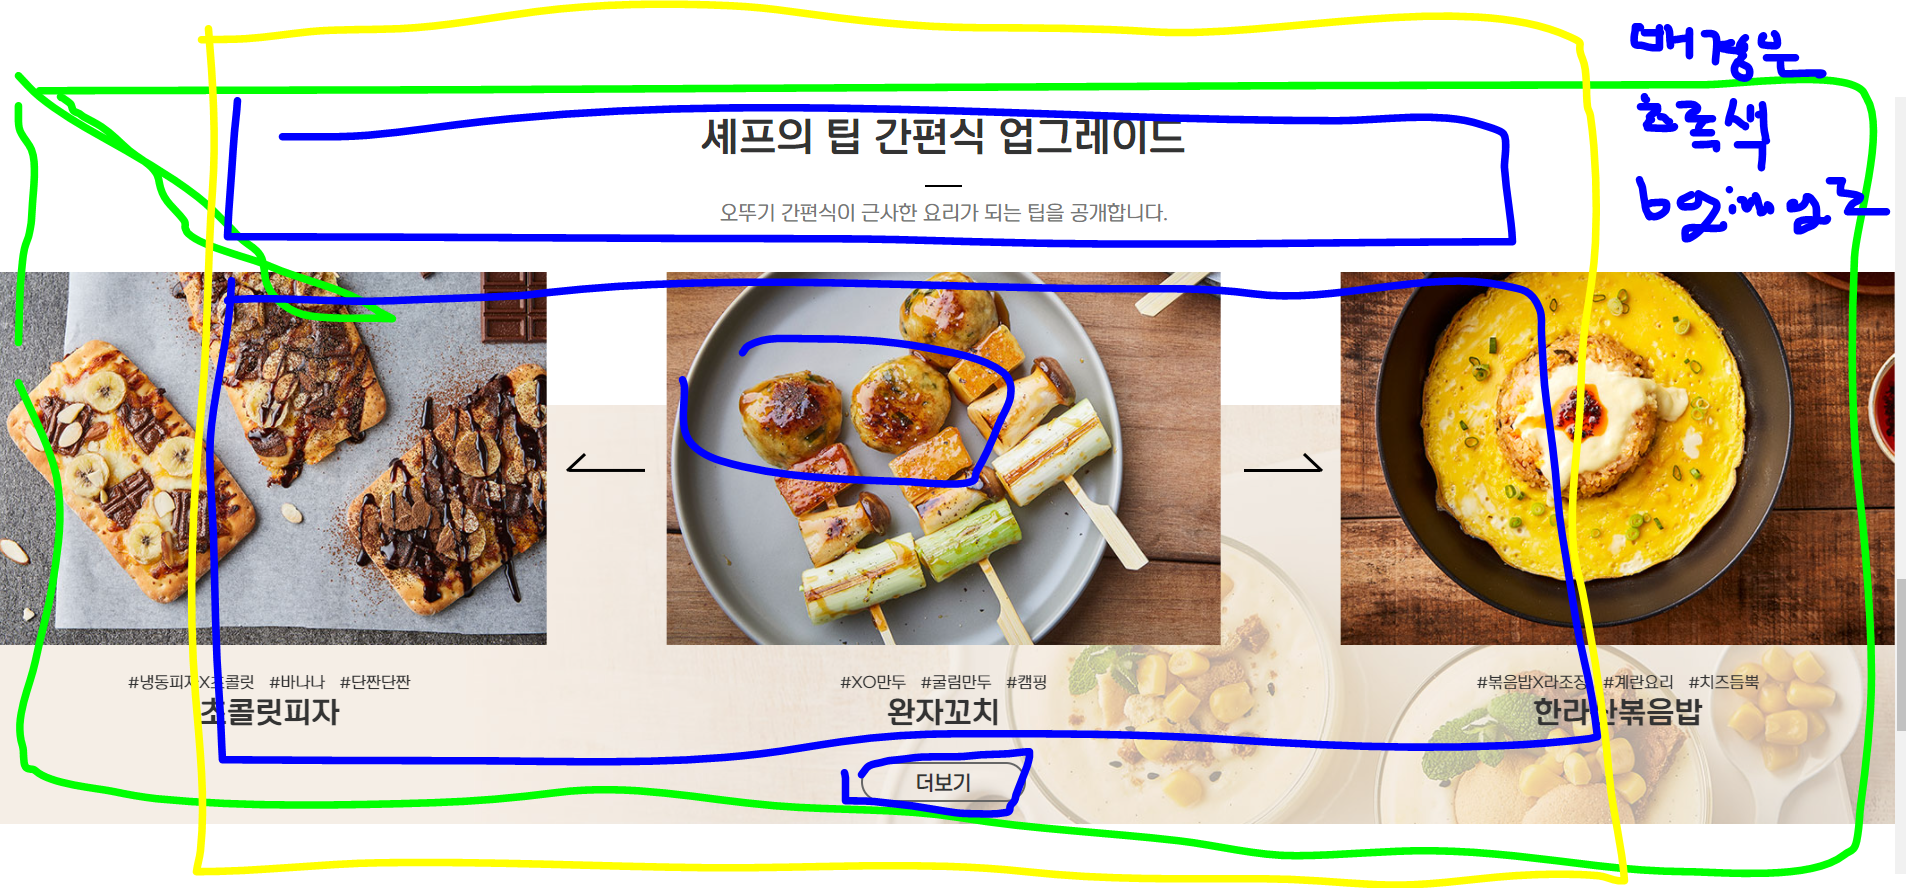 배경은
초록색
bg img로
셰프의 팁 간편식 업그레이드
오뚜기 간편식이 근사한 요리가 되는 팁을 공개합니다.
#냉동피자X초콜릿 #바나나 #단짠단짠
초콜릿피자
#XO만두 #굴림만두 #캠핑
완자꼬치
#볶음밥X라조장 #계란요리 #치즈듬뿍
한라산볶음밥
더보기